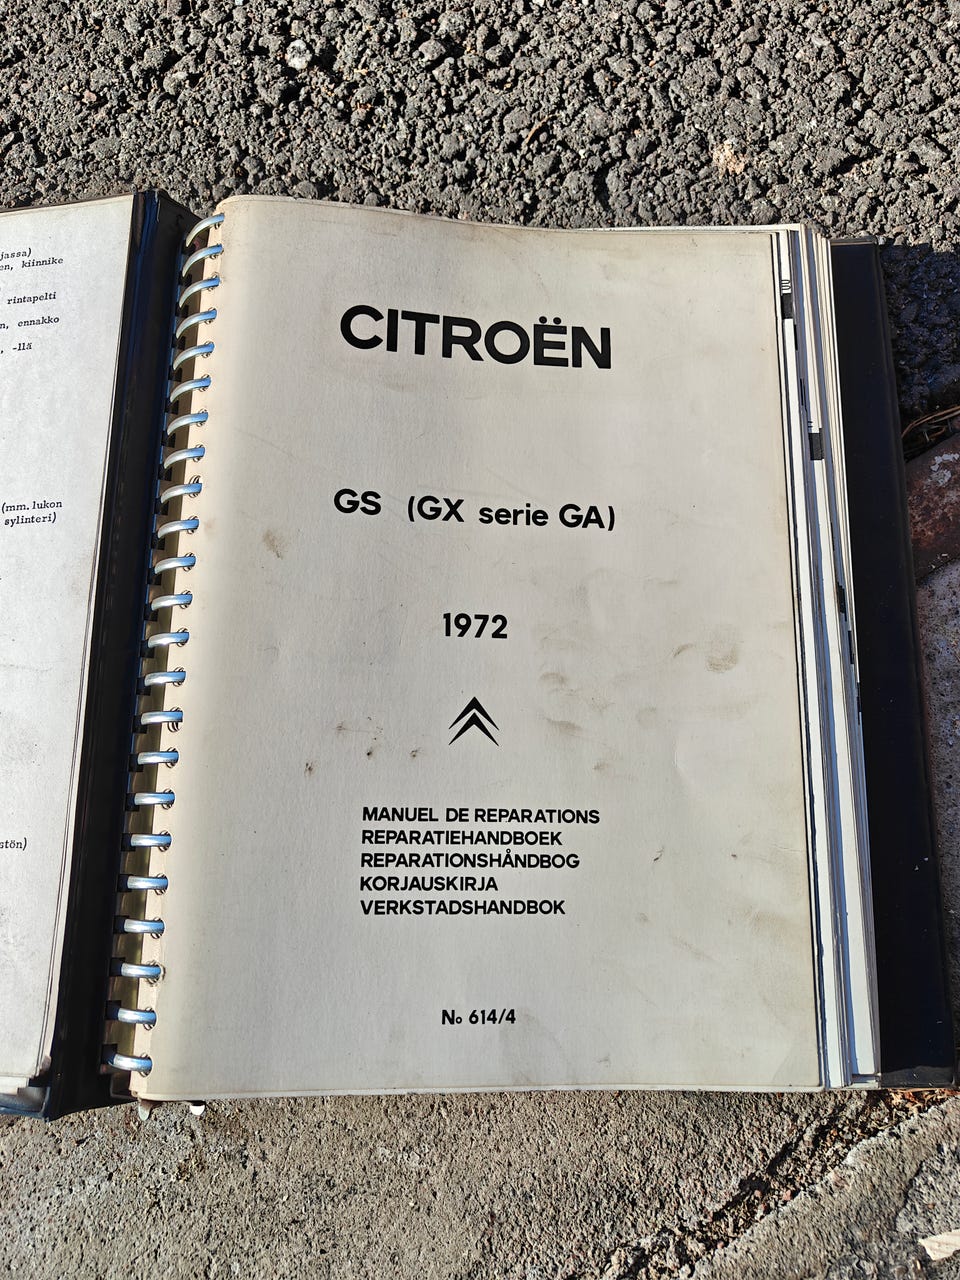 jassa)
en, kiinnike
rintapelti
n, ennakko
, -llä
(mm. lukon
sylinteri)
stön)
CITROËN
GS (GX serie GA)
1972
MANUEL DE REPARATIONS
REPARATIEHANDBOEK
REPARATIONSHÅNDBOG
KORJAUSKIRJA
VERKSTADSHANDBOK
No 614/4